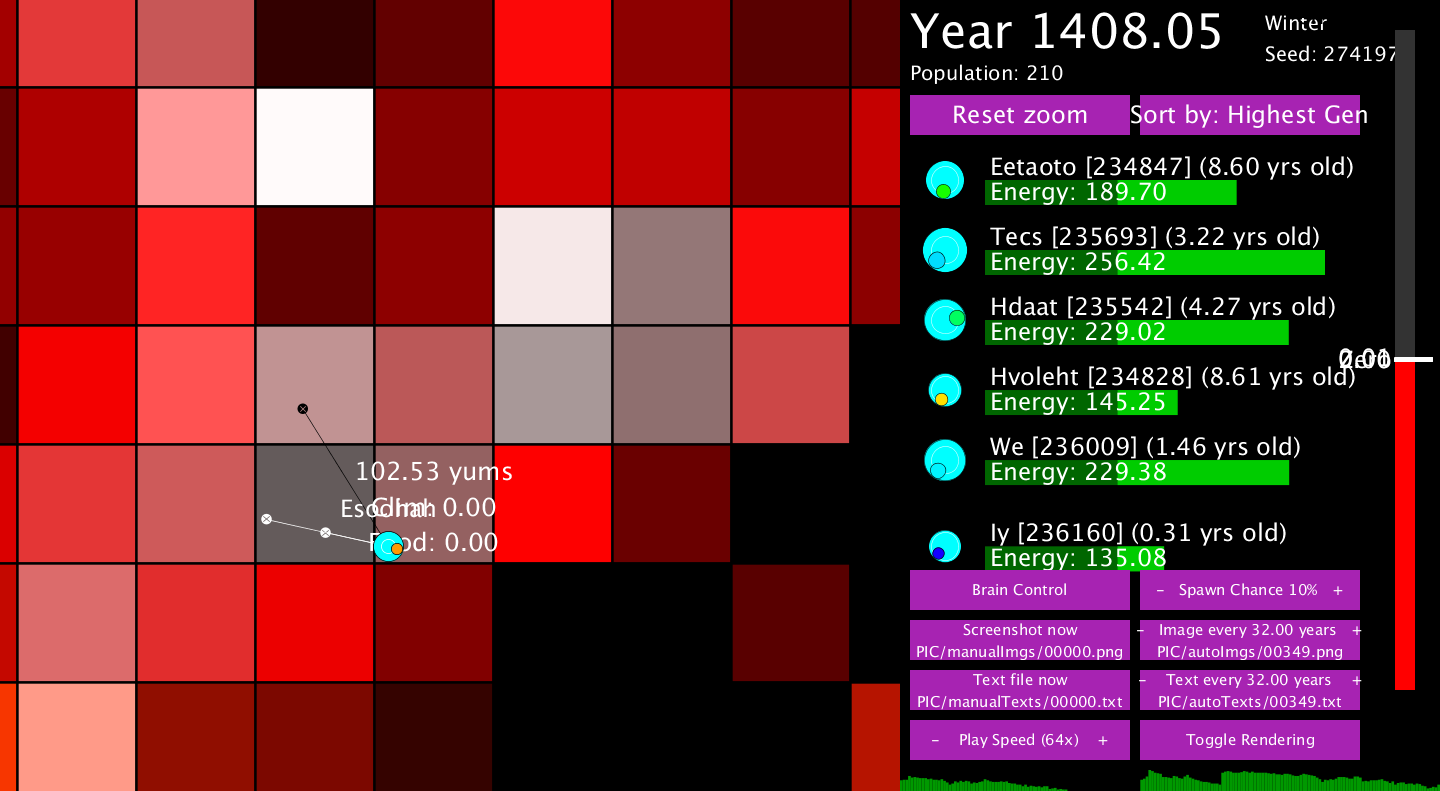 Year 1408.05
Winter
Seed: 274197
Population: 210
Reset zoom
Sort by: Highest Gen
Eetaoto [234847] (8.60 yrs old)
Energy: 189.70
Tecs [235693] (3.22 yrs old)
Energy: 256.42
Hdaat [235542] (4.27 yrs old)
Energy: 229.02
Zero
Hvoleht [234828] (8.61 yrs old)
Energy: 145.25
We [236009] (1.46 yrs old)
Energy: 229.38
Iy [236160] (0.31 yrs old)
Energy: 135.08
102.53 yums
Clim: 0.00
Food: 0.00
Brain Control
– Spawn Chance 10% +
Screenshot now
PIC/manualImgs/00000.png
– Image every 32.00 years +
PIC/autoImgs/00349.png
Text file now
PIC/manualTexts/00000.txt
– Text every 32.00 years +
PIC/autoTexts/00349.txt
– Play Speed (64x) +
Toggle Rendering